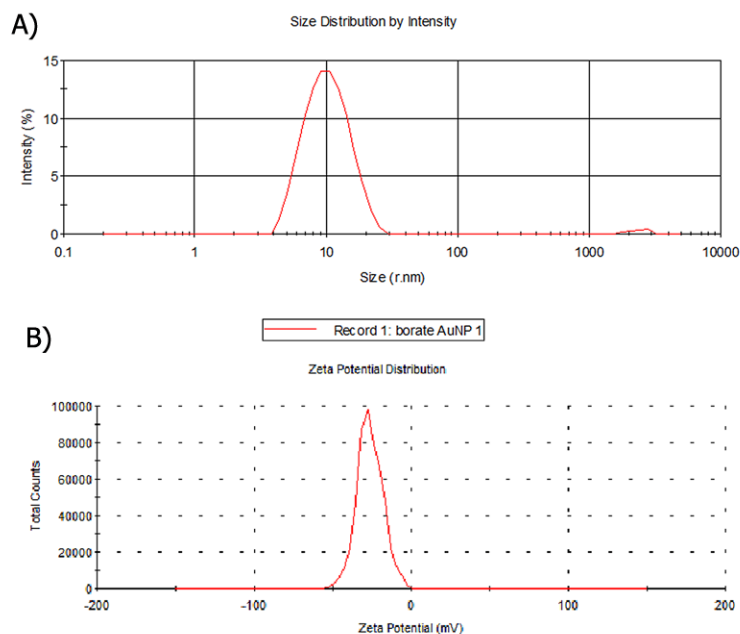 A)
Size Distribution by Intensity
Intensity (%)
15
10
5
0
0.1 1 10 100 1000 10000
Size (r.nm)
Record 1: borate AuNP 1
B)
Zeta Potential Distribution
Total Counts
100000
80000
60000
40000
20000
0
-200 -100 0 100 200
Zeta Potential (mV)